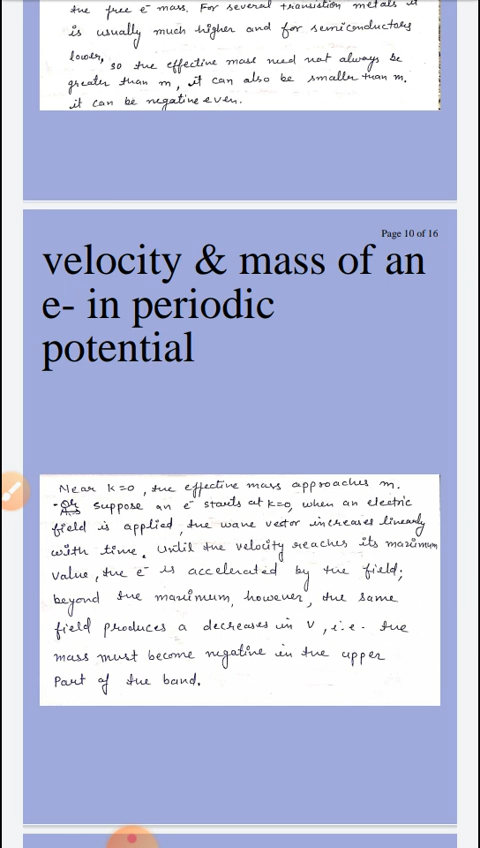 the free e⁻ mass. For several transistion metals it
is usually much higher and for semiconductors
lower, so the effective mass need not always be
greater than m, it can also be smaller than m,
it can be negative even.
Page 10 of 16
velocity & mass of an
e- in periodic
potential
Near k=0, the effective mass approaches m.
suppose an e⁻ starts at k=0, when an electric
field is applied, the wave vector increases linearly
with time. Until the velocity reaches its maximum
value, the e⁻ is accelerated by the field;
beyond the maximum, however, the same
field produces a decreases in v, i.e. the
mass must become negative in the upper
part of the band.